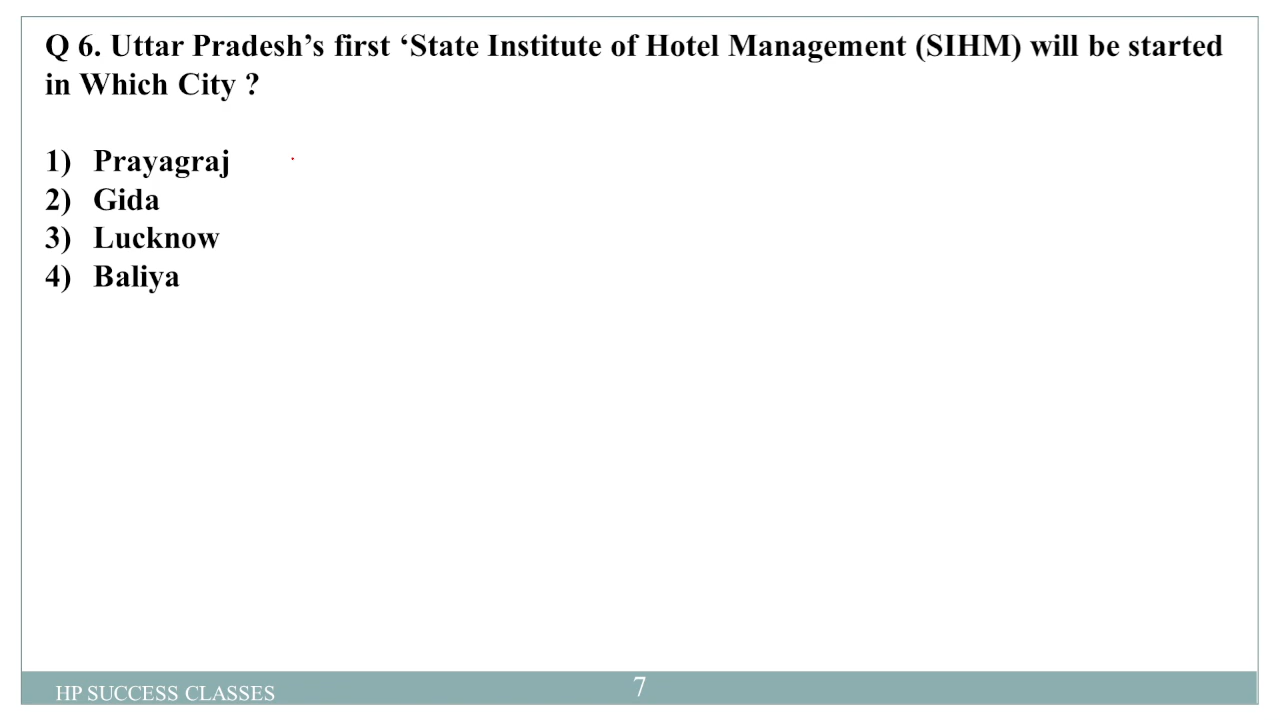 Q 6. Uttar Pradesh’s first ‘State Institute of Hotel Management (SIHM) will be started
in Which City ?
1) Prayagraj
2) Gida
3) Lucknow
4) Baliya
HP SUCCESS CLASSES
7